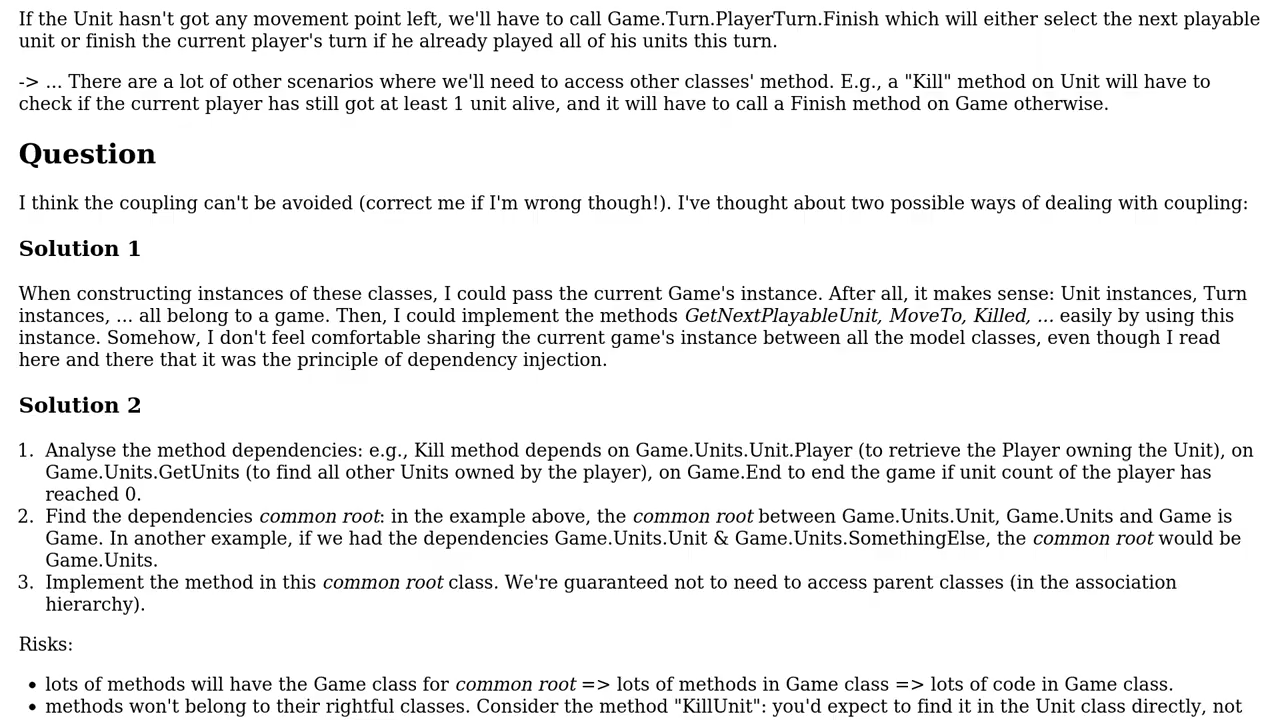 If the Unit hasn't got any movement point left, we'll have to call Game.Turn.PlayerTurn.Finish which will either select the next playable
unit or finish the current player's turn if he already played all of his units this turn.
-> ... There are a lot of other scenarios where we'll need to access other classes' method. E.g., a "Kill" method on Unit will have to
check if the current player has still got at least 1 unit alive, and it will have to call a Finish method on Game otherwise.
Question
I think the coupling can't be avoided (correct me if I'm wrong though!). I've thought about two possible ways of dealing with coupling:
Solution 1
When constructing instances of these classes, I could pass the current Game's instance. After all, it makes sense: Unit instances, Turn
instances, ... all belong to a game. Then, I could implement the methods GetNextPlayableUnit, MoveTo, Killed, ... easily by using this
instance. Somehow, I don't feel comfortable sharing the current game's instance between all the model classes, even though I read
here and there that it was the principle of dependency injection.
Solution 2
1. Analyse the method dependencies: e.g., Kill method depends on Game.Units.Unit.Player (to retrieve the Player owning the Unit), on
Game.Units.GetUnits (to find all other Units owned by the player), on Game.End to end the game if unit count of the player has
reached 0.
2. Find the dependencies common root: in the example above, the common root between Game.Units.Unit, Game.Units and Game is
Game. In another example, if we had the dependencies Game.Units.Unit & Game.Units.SomethingElse, the common root would be
Game.Units.
3. Implement the method in this common root class. We're guaranteed not to need to access parent classes (in the association
hierarchy).
Risks:
• lots of methods will have the Game class for common root => lots of methods in Game class => lots of code in Game class.
• methods won't belong to their rightful classes. Consider the method "KillUnit": you'd expect to find it in the Unit class directly, not